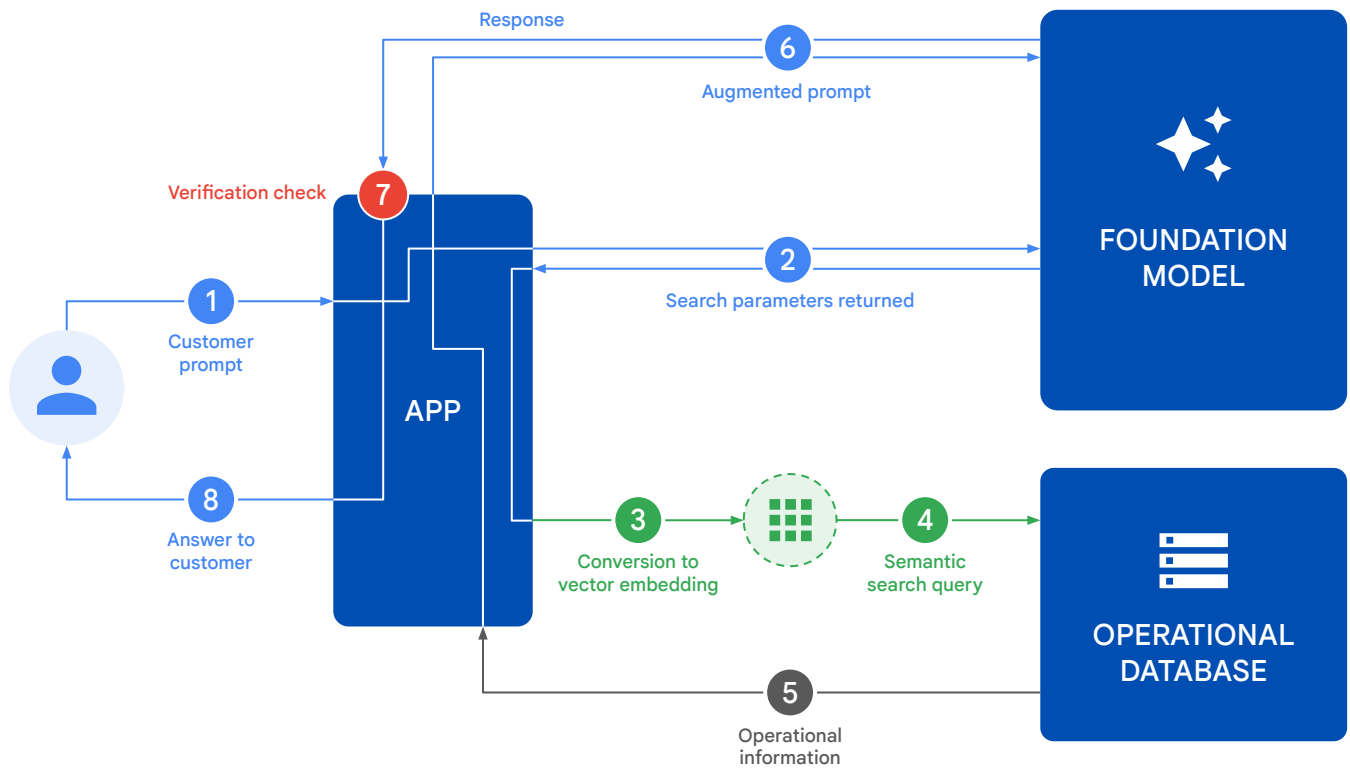 Response
6
Augmented prompt
Verification check
7
FOUNDATION
MODEL
2
Search parameters returned
1
Customer
prompt
APP
8
Answer to
customer
3
Conversion to
vector embedding
4
Semantic
search query
OPERATIONAL
DATABASE
5
Operational
information